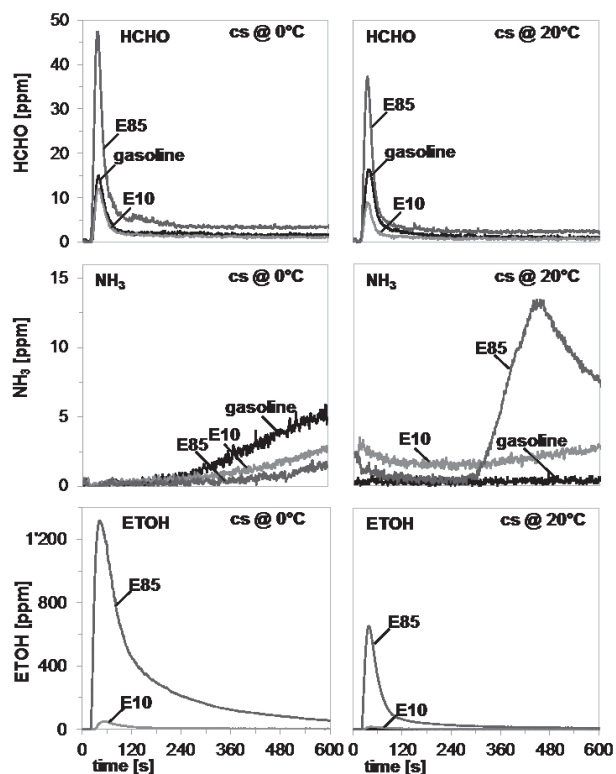 HCHO cs @ 0°C
HCHO [ppm]
50
40
30
20
10
0
E85
gasoline
E10
HCHO cs @ 20°C
E85
gasoline
E10
NH3 cs @ 0°C
NH3 [ppm]
15
10
5
0
gasoline
E85
E10
NH3 cs @ 20°C
E85
E10
gasoline
ETOH cs @ 0°C
ETOH [ppm]
1'200
800
400
0
E85
E10
0 120 240 360 480 600
time [s]
ETOH cs @ 20°C
E85
E10
0 120 240 360 480 600
time [s]